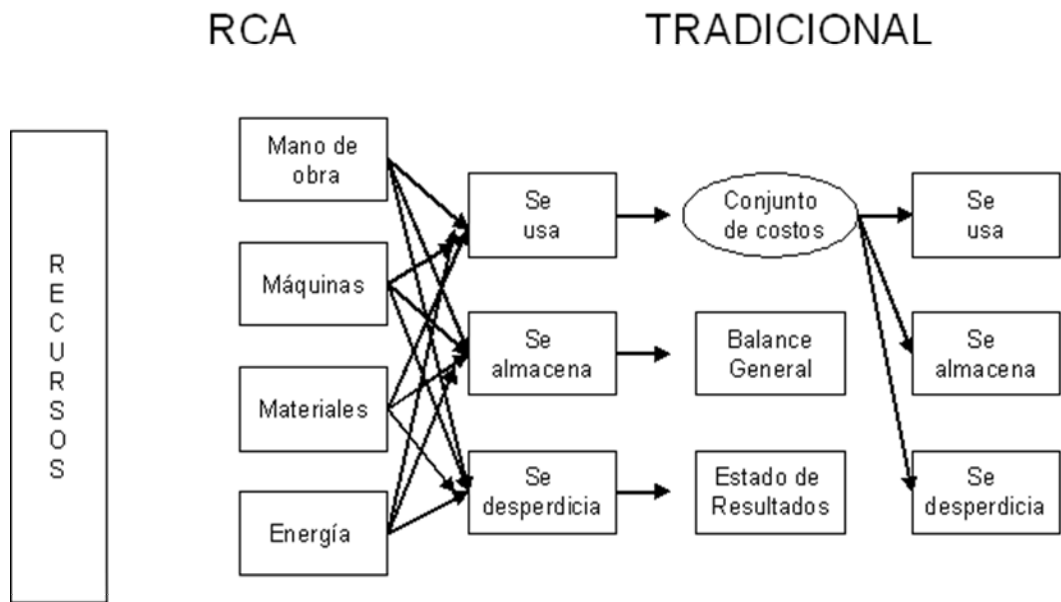 RCA
TRADICIONAL
R
E
C
U
R
S
O
S
Mano de
obra
Máquinas
Materiales
Energía
Se
usa
Se
almacena
Se
desperdicia
Conjunto
de costos
Balance
General
Estado de
Resultados
Se
usa
Se
almacena
Se
desperdicia